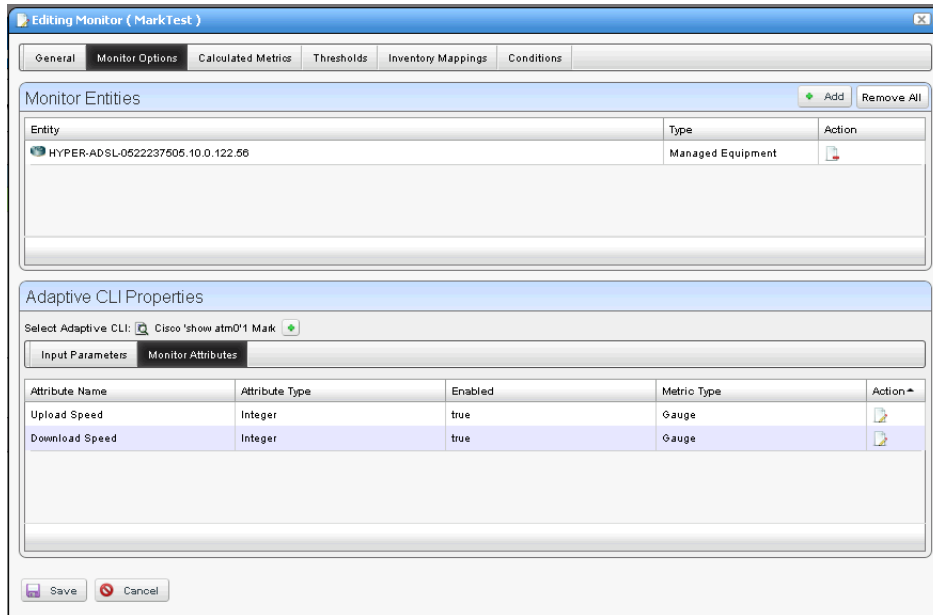 Editing Monitor ( MarkTest )
General Monitor Options Calculated Metrics Thresholds Inventory Mappings Conditions
Monitor Entities Add Remove All
Entity Type Action
HYPER-ADSL-0522237505.10.0.122.56 Managed Equipment
Adaptive CLI Properties
Select Adaptive CLI: Cisco 'show atm0'1 Mark
Input Parameters Monitor Attributes
Attribute Name Attribute Type Enabled Metric Type Action
Upload Speed Integer true Gauge
Download Speed Integer true Gauge
Save Cancel